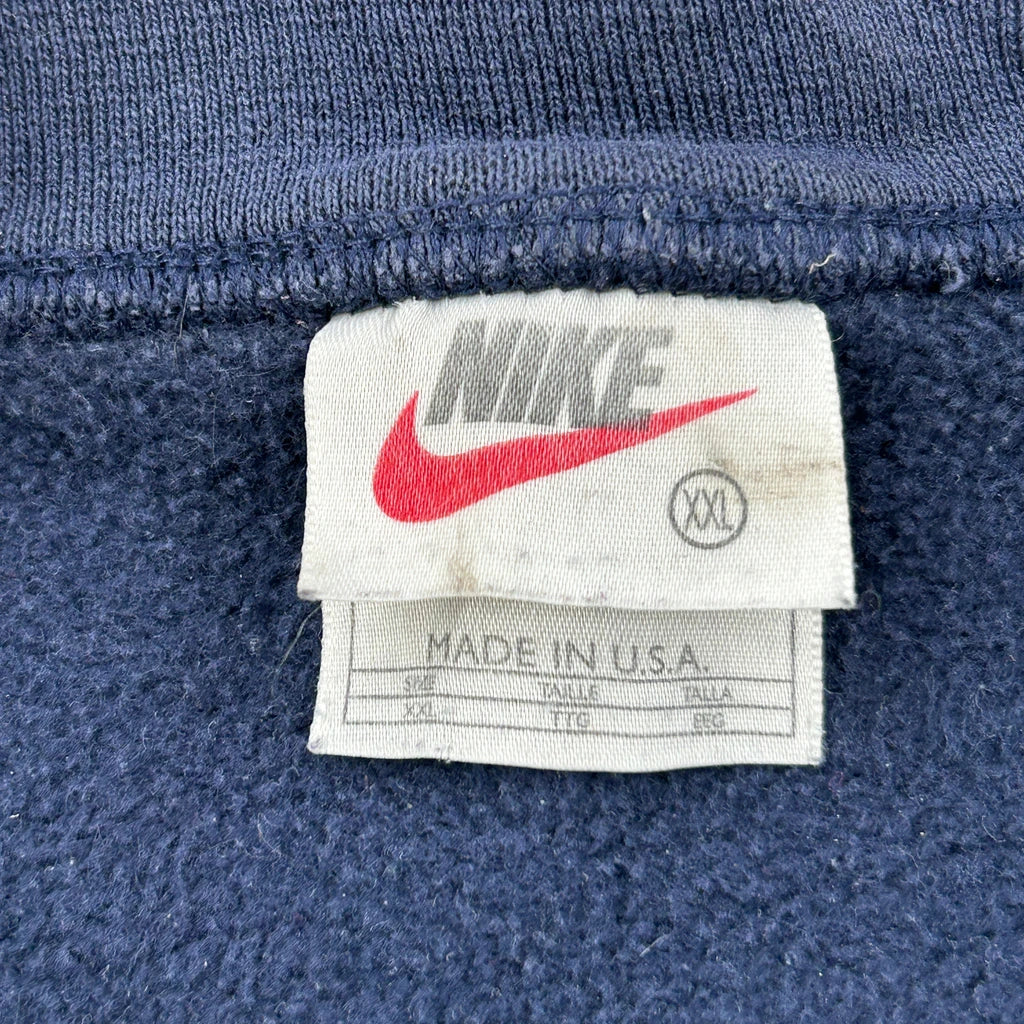 NIKE
XXL
MADE IN U.S.A.
SIZE TAILLE TALLA
XXL TTG EEG